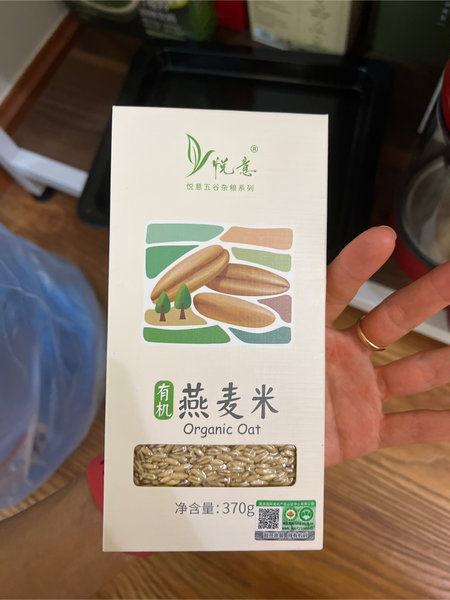 悦意®
悦意五谷杂粮系列
有机
燕麦米
Organic Oat
净含量:370g